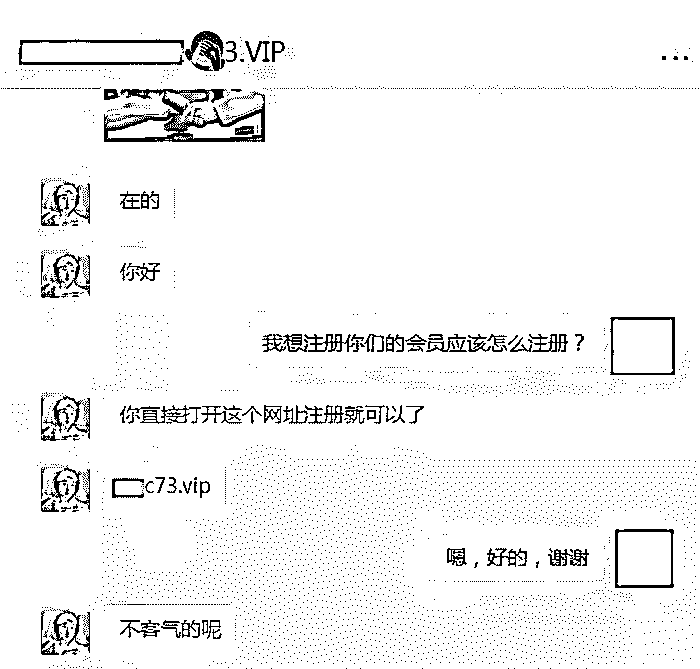 3.VIP
在的
你好
我想注册你们的会员应该怎么注册？
你直接打开这个网址注册就可以了
c73.vip
嗯，好的，谢谢
不客气的呢